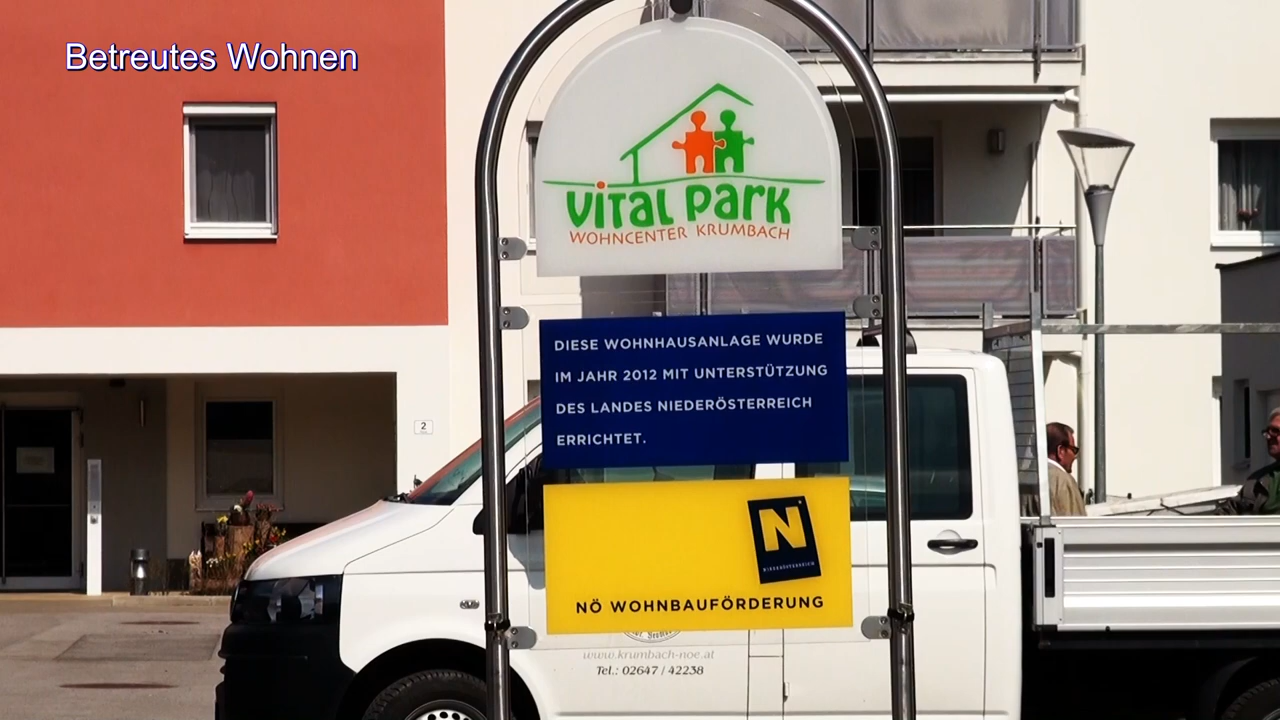 Betreutes Wohnen
VITAL PARK
WOHNCENTER KRUMBACH
DIESE WOHNHAUSANLAGE WURDE
IM JAHR 2012 MIT UNTERSTÜTZUNG
DES LANDES NIEDERÖSTERREICH
ERRICHTET.
2
N
NIEDERÖSTERREICH
NÖ WOHNBAUFÖRDERUNG
www.krumbach-noe.at
Tel.: 02647 / 42238